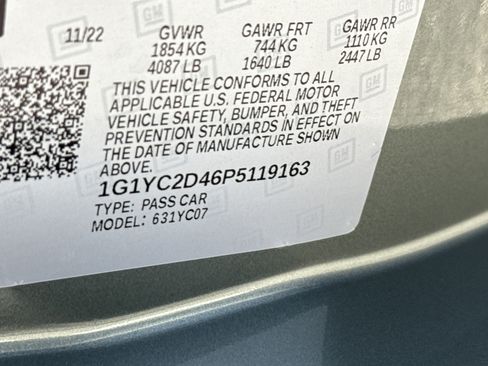 11/22 GVWR GAWR FRT GAWR RR
1854 KG 744 KG 1110 KG
4087 LB 1640 LB 2447 LB
THIS VEHICLE CONFORMS TO ALL
APPLICABLE U.S. FEDERAL MOTOR
VEHICLE SAFETY, BUMPER, AND THEFT
PREVENTION STANDARDS IN EFFECT ON
THE DATE OF MANUFACTURE SHOWN
ABOVE.
1G1YC2D46P5119163
TYPE: PASS CAR
MODEL: 631YC07